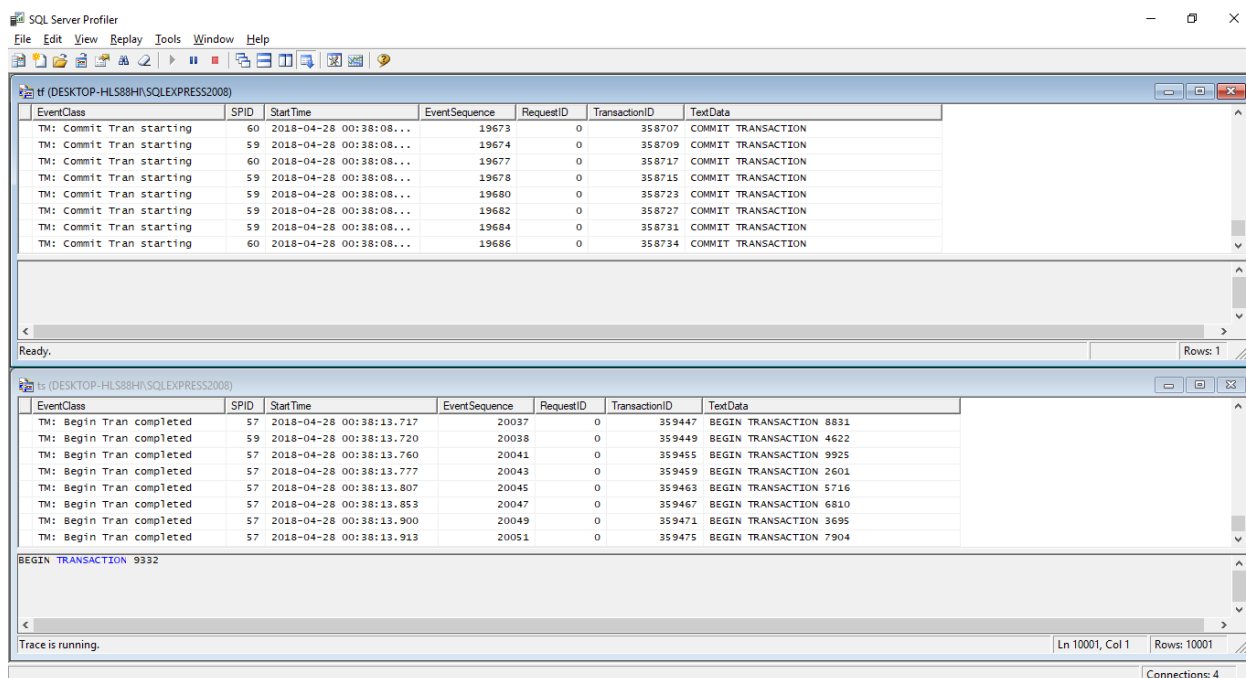 SQL Server Profiler
File Edit View Replay Tools Window Help
tf (DESKTOP-HLS88HI\SQLEXPRESS2008)
EventClass SPID StartTime EventSequence RequestID TransactionID TextData
TM: Commit Tran starting 60 2018-04-28 00:38:08... 19673 0 358707 COMMIT TRANSACTION
TM: Commit Tran starting 59 2018-04-28 00:38:08... 19674 0 358709 COMMIT TRANSACTION
TM: Commit Tran starting 60 2018-04-28 00:38:08... 19677 0 358717 COMMIT TRANSACTION
TM: Commit Tran starting 59 2018-04-28 00:38:08... 19678 0 358715 COMMIT TRANSACTION
TM: Commit Tran starting 59 2018-04-28 00:38:08... 19680 0 358723 COMMIT TRANSACTION
TM: Commit Tran starting 59 2018-04-28 00:38:08... 19682 0 358727 COMMIT TRANSACTION
TM: Commit Tran starting 59 2018-04-28 00:38:08... 19684 0 358731 COMMIT TRANSACTION
TM: Commit Tran starting 60 2018-04-28 00:38:08... 19686 0 358734 COMMIT TRANSACTION
Ready. Rows: 1
ts (DESKTOP-HLS88HI\SQLEXPRESS2008)
EventClass SPID StartTime EventSequence RequestID TransactionID TextData
TM: Begin Tran completed 57 2018-04-28 00:38:13.717 20037 0 359447 BEGIN TRANSACTION 8831
TM: Begin Tran completed 59 2018-04-28 00:38:13.720 20038 0 359449 BEGIN TRANSACTION 4622
TM: Begin Tran completed 57 2018-04-28 00:38:13.760 20041 0 359455 BEGIN TRANSACTION 9925
TM: Begin Tran completed 57 2018-04-28 00:38:13.777 20043 0 359459 BEGIN TRANSACTION 2601
TM: Begin Tran completed 57 2018-04-28 00:38:13.807 20045 0 359463 BEGIN TRANSACTION 5716
TM: Begin Tran completed 57 2018-04-28 00:38:13.853 20047 0 359467 BEGIN TRANSACTION 6810
TM: Begin Tran completed 57 2018-04-28 00:38:13.900 20049 0 359471 BEGIN TRANSACTION 3695
TM: Begin Tran completed 57 2018-04-28 00:38:13.913 20051 0 359475 BEGIN TRANSACTION 7904
BEGIN TRANSACTION 9332
Trace is running. Ln 10001, Col 1 Rows: 10001
Connections: 4